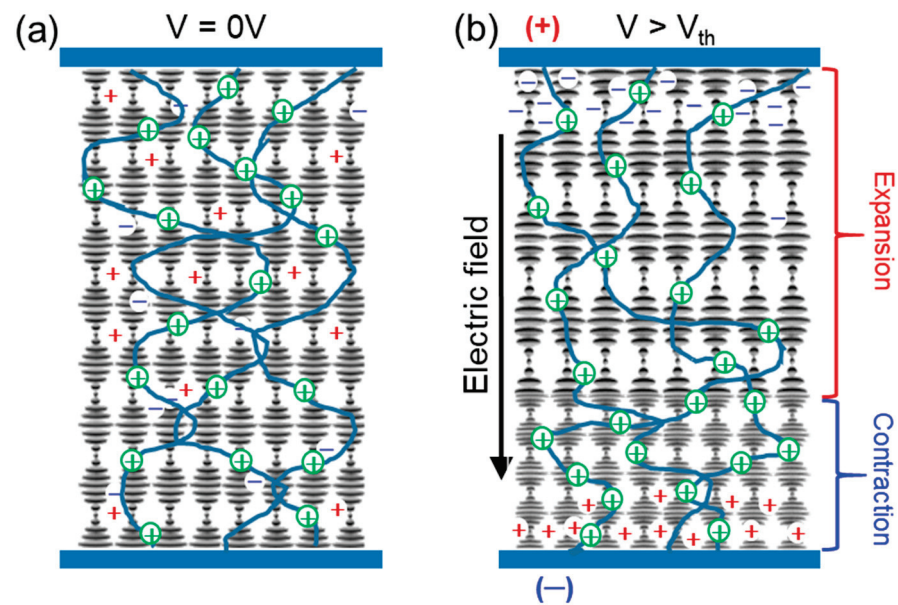 (a) V = 0V
(b) (+) V > Vth
Electric field
Expansion
Contraction
(−)